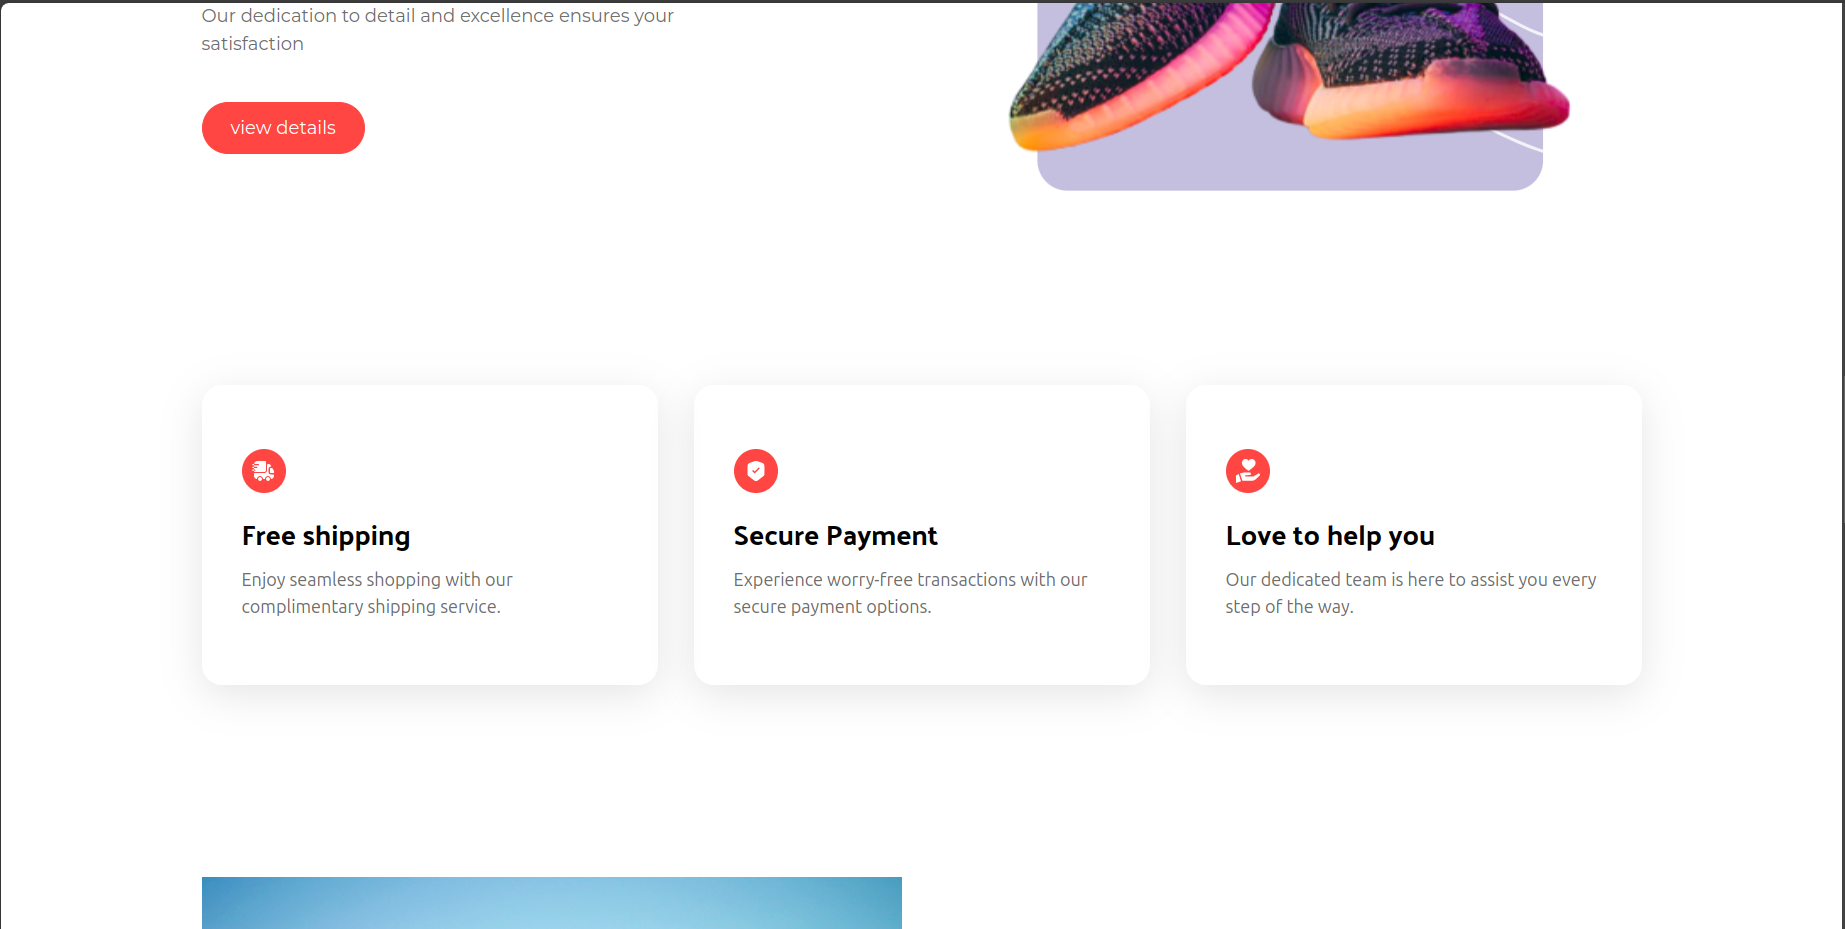 Our dedication to detail and excellence ensures your
satisfaction
view details
Free shipping
Enjoy seamless shopping with our
complimentary shipping service.
Secure Payment
Experience worry-free transactions with our
secure payment options.
Love to help you
Our dedicated team is here to assist you every
step of the way.